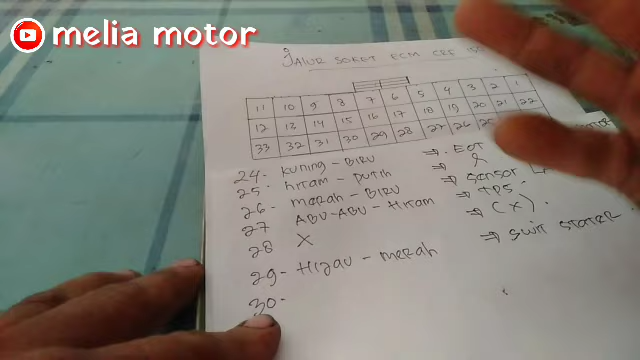 melia motor
JALUR SOKET ECM CRF
11 10 9 8 7 6 5 4 3 2 1
12 13 14 15 16 17 18 19 20 21 22
33 32 31 30 29 28 27 26 25
24- kuning - BIRU ⇒ . EOT
25- hitam - putih ⇒
26- merah - BIRU ⇒ sensor
27 ABU-ABU - Hitam ⇒ TPS.
28 X ⇒ (X)
29- Hijau - merah ⇒ swit stater
30-